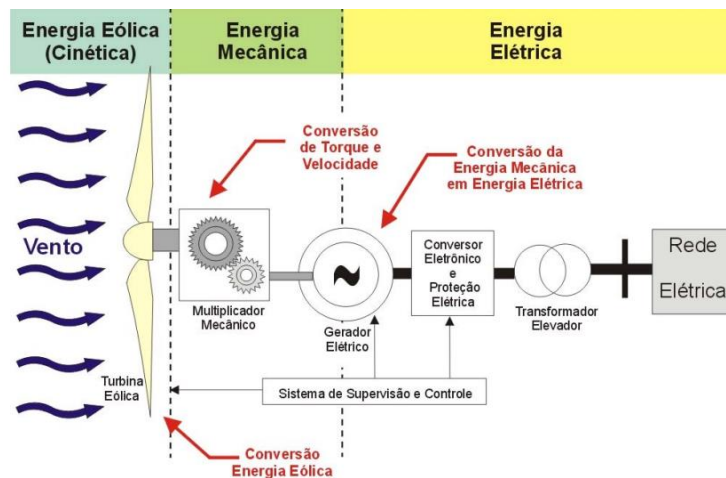 Energia Eólica
(Cinética)
Energia
Mecânica
Energia
Elétrica
Conversão
de Torque e
Velocidade
Conversão da
Energia Mecânica
em Energia Elétrica
Vento
Conversor
Eletrônico
e
Proteção
Elétrica
Rede
Elétrica
Multiplicador
Mecânico
Gerador
Elétrico
Transformador
Elevador
Turbina
Eólica
Sistema de Supervisão e Controle
Conversão
Energia Eólica